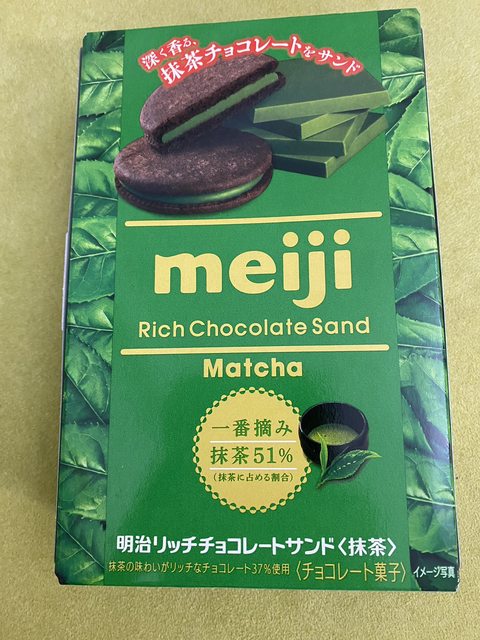 深く香る、
抹茶チョコレートをサンド
meiji
Rich Chocolate Sand
Matcha
一番摘み
抹茶51%
(抹茶に占める割合)
明治リッチチョコレートサンド〈抹茶〉
抹茶の味わいがリッチなチョコレート37%使用 〈チョコレート菓子〉 イメージ写真